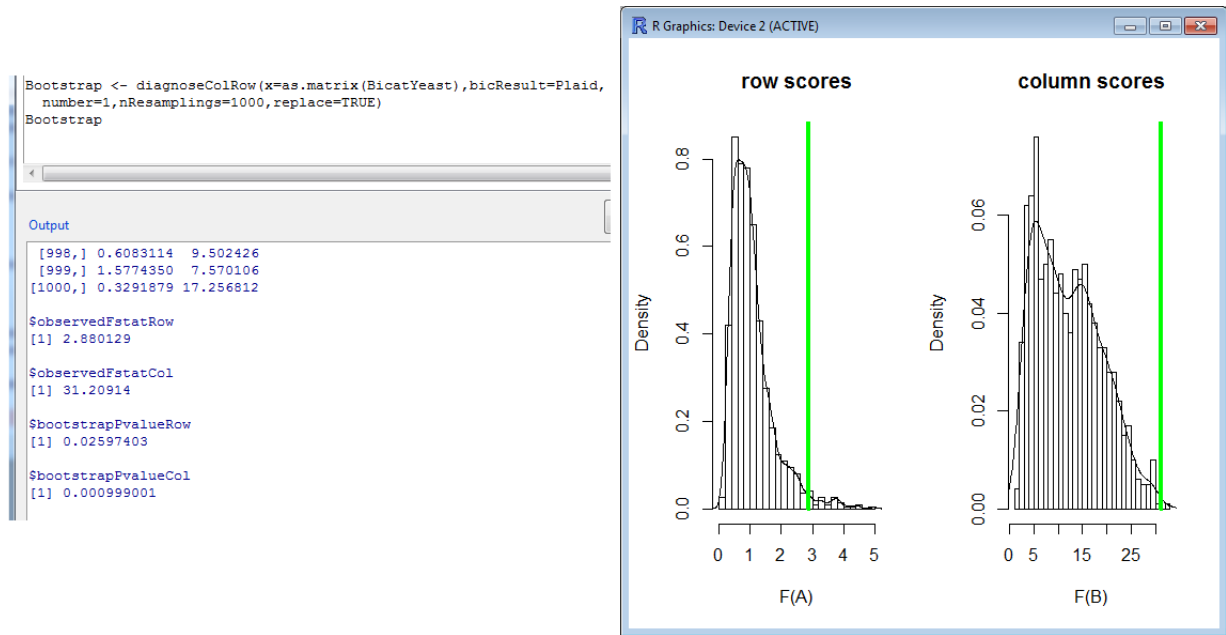 Bootstrap <- diagnoseColRow(x=as.matrix(BicatYeast),bicResult=Plaid,
  number=1,nResamplings=1000,replace=TRUE)
Bootstrap
Output
 [998,] 0.6083114  9.502426
 [999,] 1.5774350  7.570106
[1000,] 0.3291879 17.256812
$observedFstatRow
[1] 2.880129
$observedFstatCol
[1] 31.20914
$bootstrapPvalueRow
[1] 0.02597403
$bootstrapPvalueCol
[1] 0.000999001
R R Graphics: Device 2 (ACTIVE)
row scores
Density
0.8
0.6
0.4
0.2
0.0
0 1 2 3 4 5
F(A)
column scores
Density
0.06
0.04
0.02
0.00
0 5 15 25
F(B)